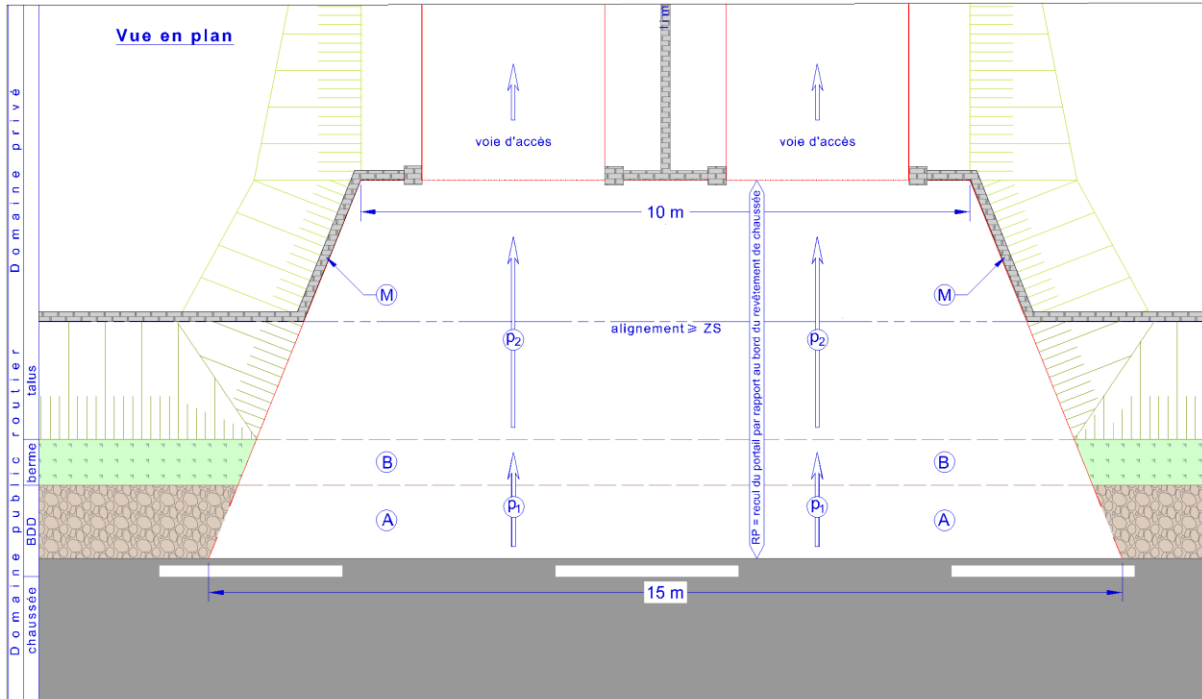 Vue en plan
voie d'accès
voie d'accès
10 m
M
M
alignement ⩾ ZS
p2
p2
B
B
p1
p1
A
A
RP = recul du portail par rapport au bord du revêtement de chaussée
15 m
Domaine privé
Domaine public routier
talus
berme
BDD
chaussée